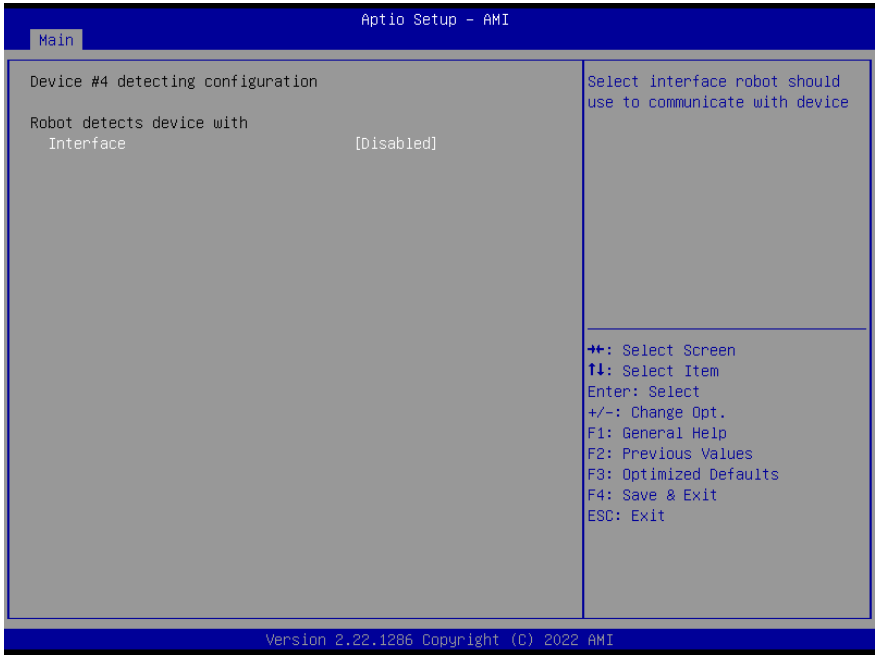 Aptio Setup – AMI
Main
Device #4 detecting configuration
Robot detects device with
Interface [Disabled]
Select interface robot should
use to communicate with device
→←: Select Screen
↑↓: Select Item
Enter: Select
+/-: Change Opt.
F1: General Help
F2: Previous Values
F3: Optimized Defaults
F4: Save & Exit
ESC: Exit
Version 2.22.1286 Copyright (C) 2022 AMI